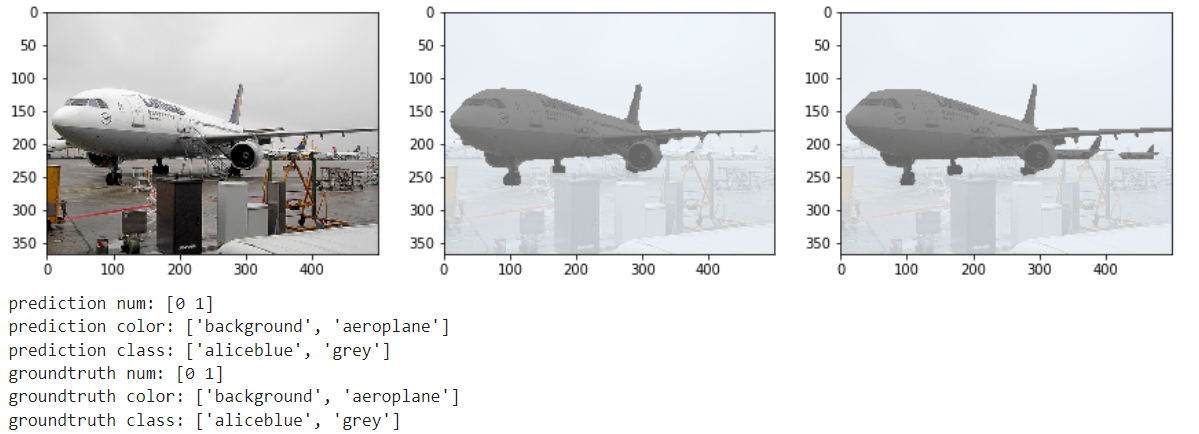 0
50
100
150
200
250
300
350
0 100 200 300 400
0
50
100
150
200
250
300
350
0 100 200 300 400
0
50
100
150
200
250
300
350
0 100 200 300 400
prediction num: [0 1]
prediction color: ['background', 'aeroplane']
prediction class: ['aliceblue', 'grey']
groundtruth num: [0 1]
groundtruth color: ['background', 'aeroplane']
groundtruth class: ['aliceblue', 'grey']